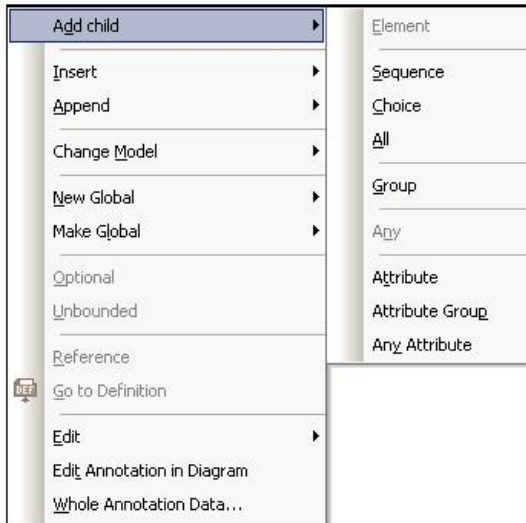 Add child
Insert
Append
Change Model
New Global
Make Global
Optional
Unbounded
Reference
DEF
Go to Definition
Edit
Edit Annotation in Diagram
Whole Annotation Data...
Element
Sequence
Choice
All
Group
Any
Attribute
Attribute Group
Any Attribute